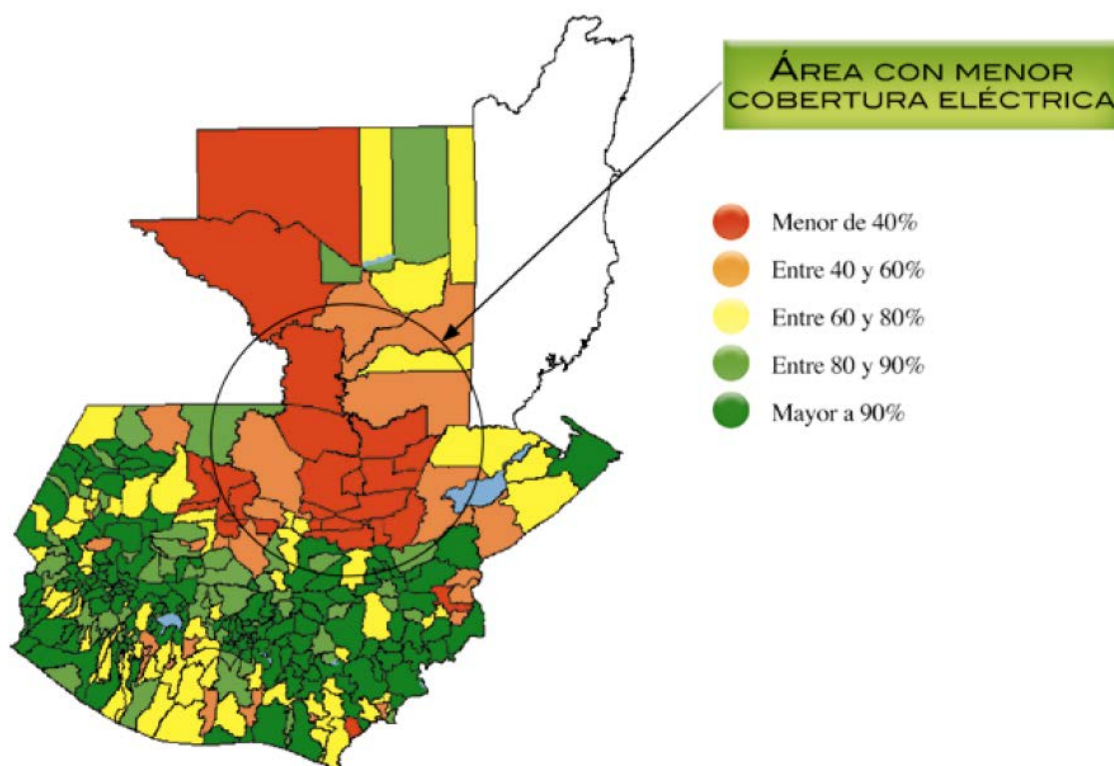 ÁREA CON MENOR
COBERTURA ELÉCTRICA
Menor de 40%
Entre 40 y 60%
Entre 60 y 80%
Entre 80 y 90%
Mayor a 90%